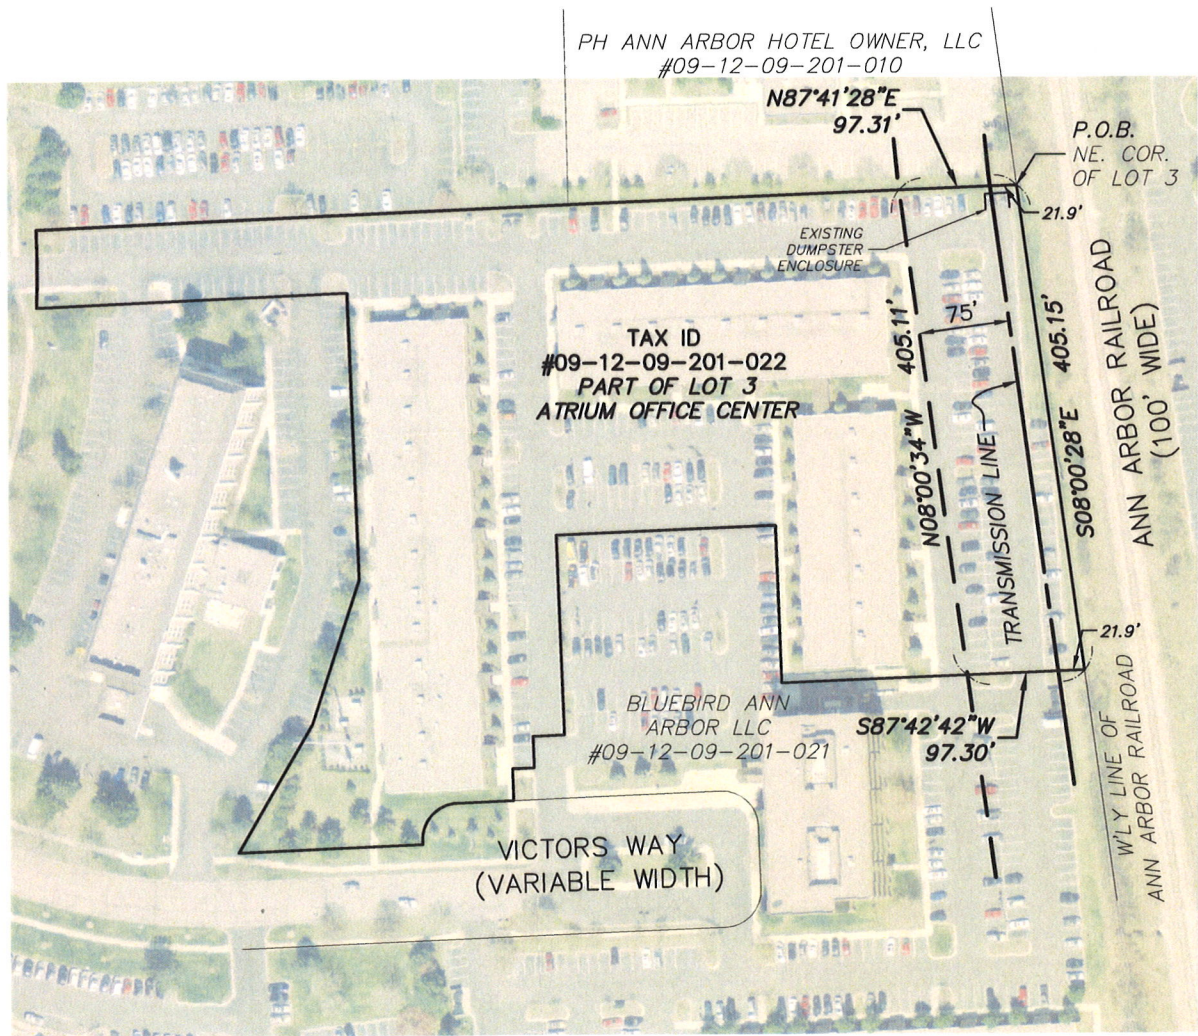 PH ANN ARBOR HOTEL OWNER, LLC
#09-12-09-201-010
N87°41'28"E
97.31'
P.O.B.
NE. COR.
OF LOT 3
21.9'
EXISTING
DUMPSTER
ENCLOSURE
TAX ID
#09-12-09-201-022
PART OF LOT 3
ATRIUM OFFICE CENTER
75'
N08°00'34"W 405.11'
TRANSMISSION LINE
S08°00'28"E 405.15'
ANN ARBOR RAILROAD
(100' WIDE)
21.9'
BLUEBIRD ANN
ARBOR LLC
#09-12-09-201-021
S87°42'42"W
97.30'
W'LY LINE OF
ANN ARBOR RAILROAD
VICTORS WAY
(VARIABLE WIDTH)